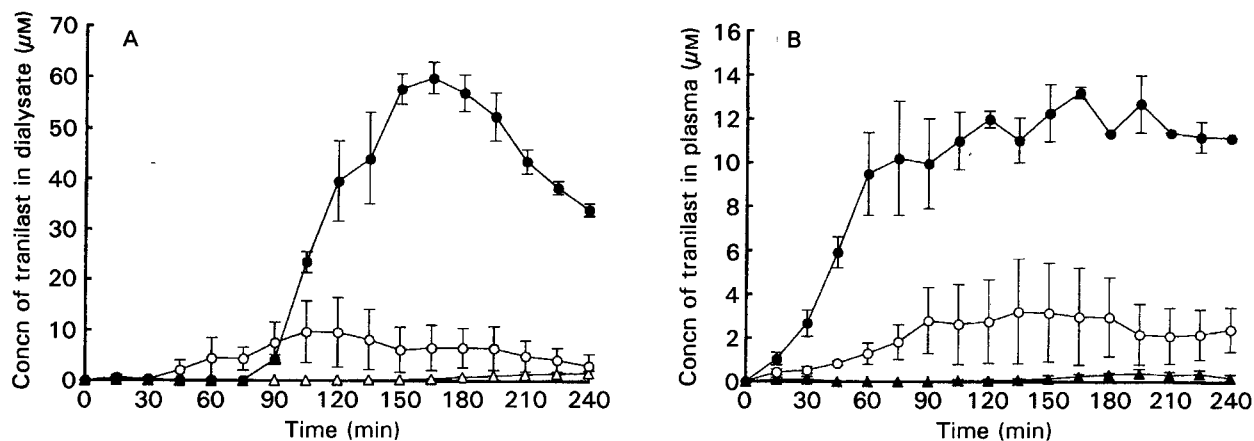 A
Concn of tranilast in dialysate (µM)
70
60
50
40
30
20
10
0
0 30 60 90 120 150 180 210 240
Time (min)
B
Concn of tranilast in plasma (µM)
16
14
12
10
8
6
4
2
0
0 30 60 90 120 150 180 210 240
Time (min)